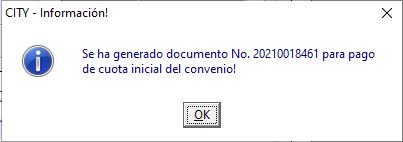 CITY - Información!
Se ha generado documento No. 20210018461 para pago
de cuota inicial del convenio!
OK